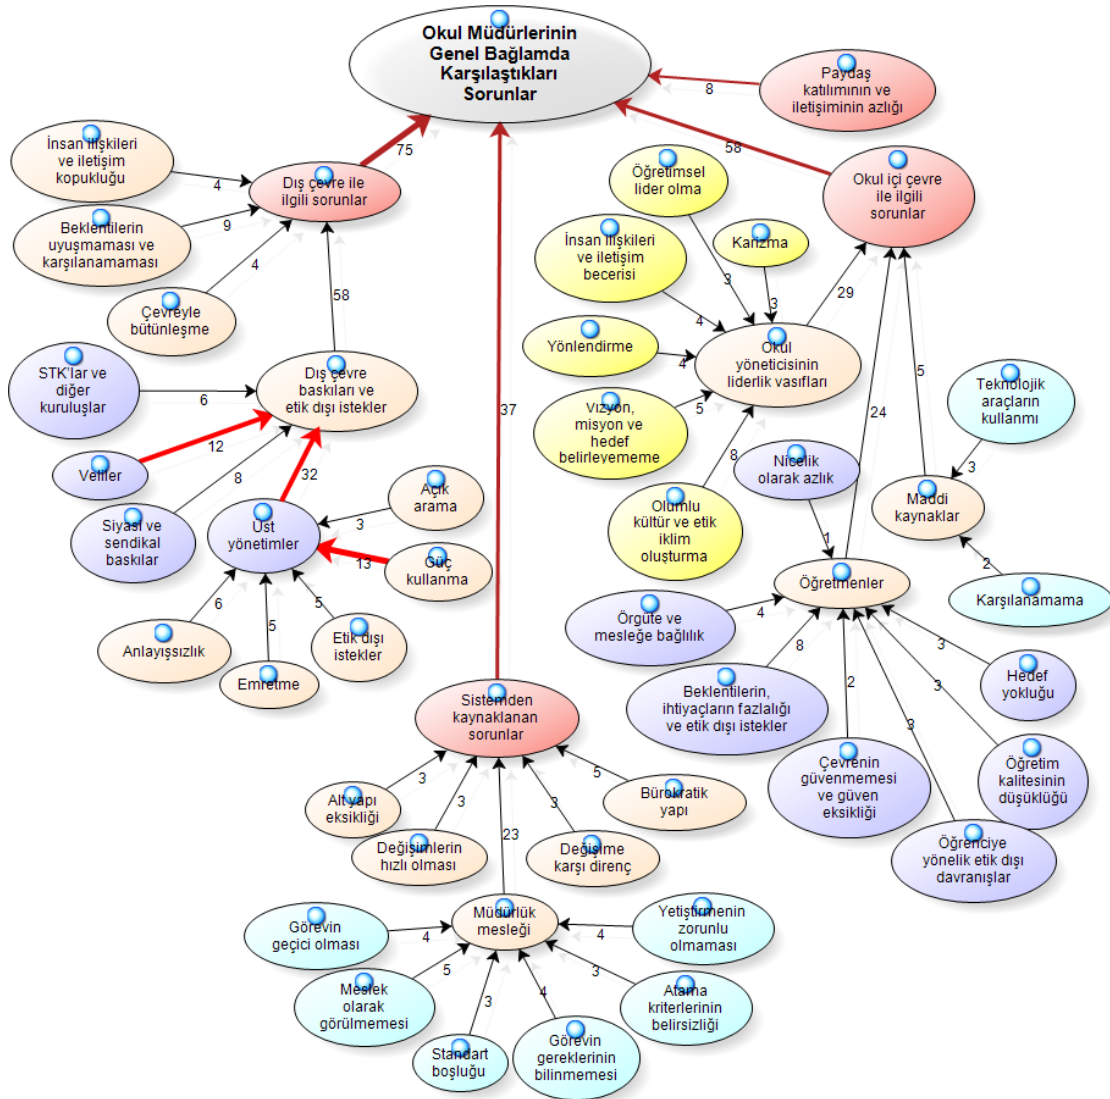 Okul Müdürlerinin
Genel Bağlamda
Karşılaştıkları
Sorunlar
8
Paydaş
katılımının ve
iletişiminin azlığı
75
58
İnsan ilişkileri
ve iletişim
kopukluğu
4
Dış çevre ile
ilgili sorunlar
Beklentilerin
uyuşmaması ve
karşılanamaması
9
4
Çevreyle
bütünleşme
58
STK'lar ve
diğer
kuruluşlar
6
Dış çevre
baskıları ve
etik dışı istekler
Veliler
12
8
32
Siyasi ve
sendikal
baskılar
Üst
yönetimler
3
Açık
arama
13
Güç
kullanma
6
5
5
Anlayışsızlık
Emretme
Etik dışı
istekler
37
Öğretimsel
lider olma
Okul içi çevre
ile ilgili
sorunlar
İnsan ilişkileri
ve iletişim
becerisi
Karizma
3
3
29
4
Yönlendirme
4
Okul
yöneticisinin
liderlik vasıfları
Vizyon,
misyon ve
hedef
belirleyememe
5
8
Olumlu
kültür ve etik
iklim
oluşturma
24
5
Teknolojik
araçların
kullanmı
3
Nicelik
olarak azlık
Maddi
kaynaklar
1
2
Karşılanamama
Öğretmenler
Örgüte ve
mesleğe bağlılık
4
8
2
3
3
3
Hedef
yokluğu
Beklentilerin,
ihtiyaçların fazlalığı
ve etik dışı istekler
Çevrenin
güvenmemesi
ve güven
eksikliği
Öğretim
kalitesinin
düşüklüğü
Öğrenciye
yönelik etik dışı
davranışlar
Sistemden
kaynaklanan
sorunlar
Alt yapı
eksikliği
3
3
23
3
5
Bürokratik
yapı
Değişimlerin
hızlı olması
Değişime
karşı direnç
Müdürlük
mesleği
Görevin
geçici olması
4
4
Yetiştirmenin
zorunlu
olmaması
Meslek
olarak
görülmemesi
5
3
4
3
Atama
kriterlerinin
belirsizliği
Standart
boşluğu
Görevin
gereklerinin
bilinmemesi